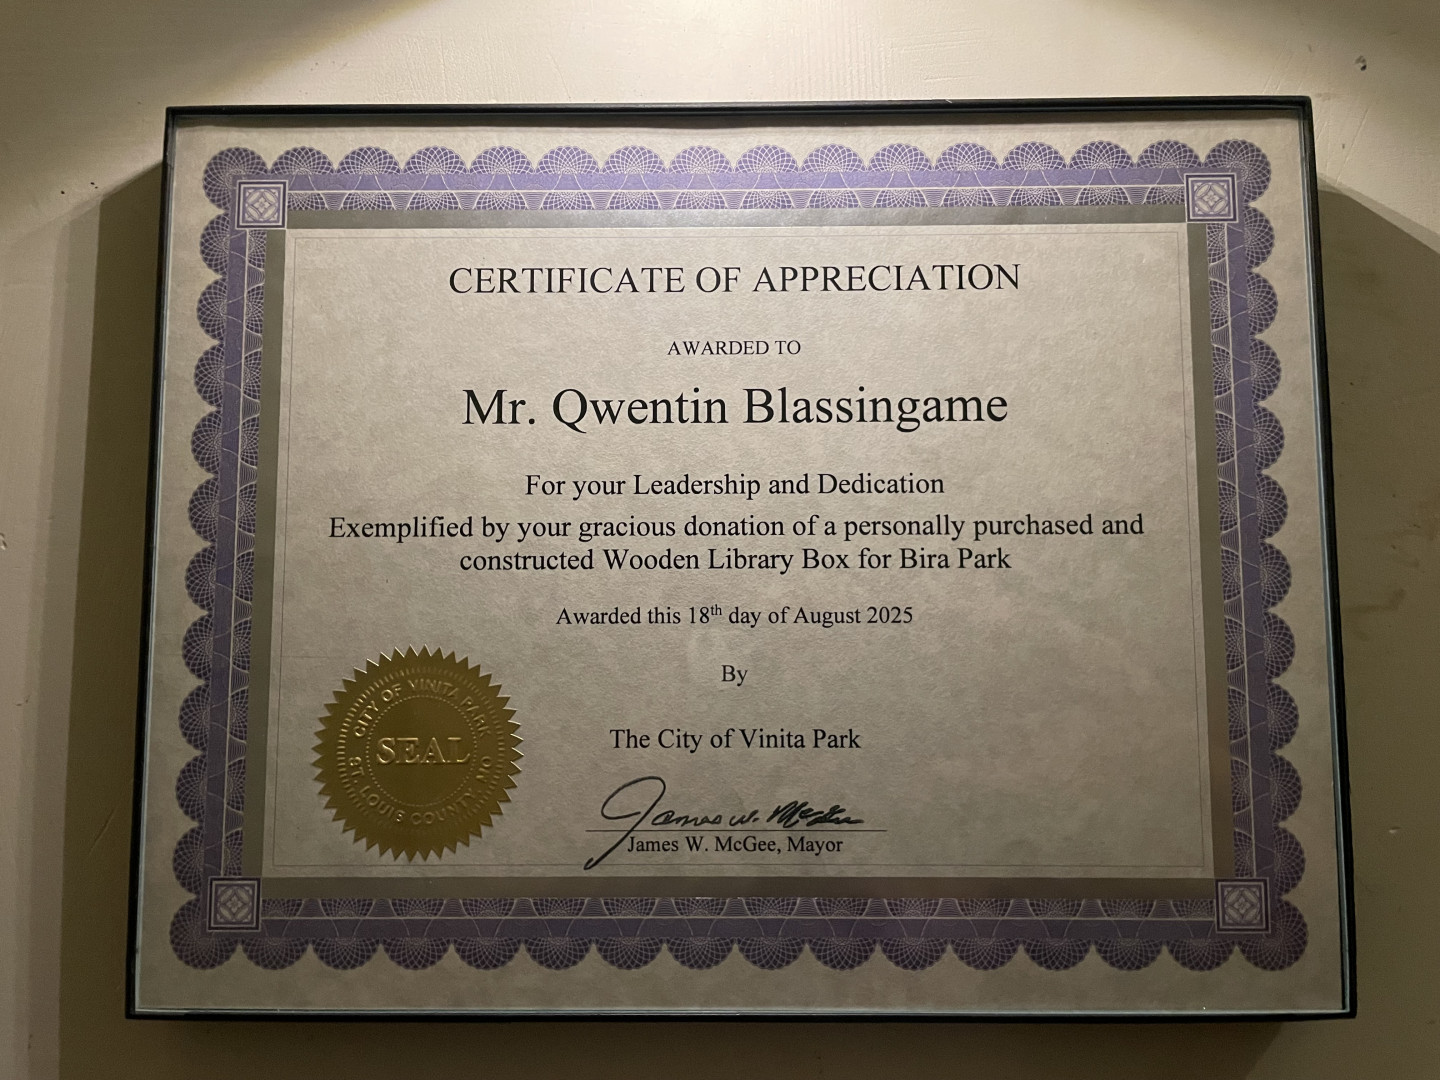 CERTIFICATE OF APPRECIATION
AWARDED TO
Mr. Qwentin Blassingame
For your Leadership and Dedication
Exemplified by your gracious donation of a personally purchased and
constructed Wooden Library Box for Bira Park
Awarded this 18th day of August 2025
By
The City of Vinita Park
James W. McGee
James W. McGee, Mayor
CITY OF VINITA PARK
SEAL
ST. LOUIS COUNTY, MO